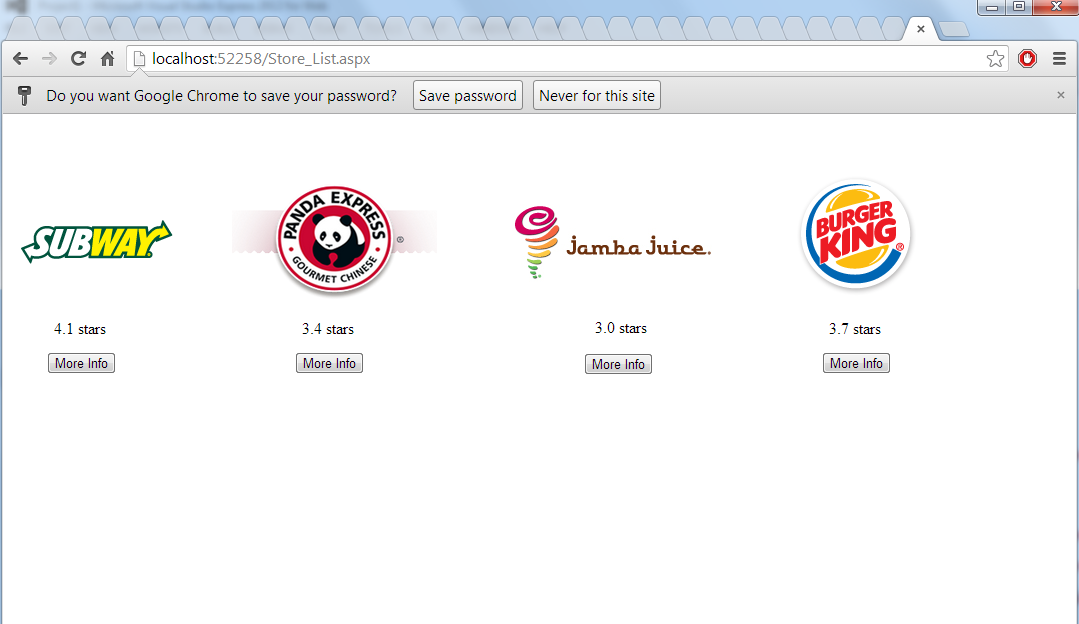 localhost:52258/Store_List.aspx
Do you want Google Chrome to save your password? Save password Never for this site
SUBWAY
PANDA EXPRESS
GOURMET CHINESE
®
jamba juice.
BURGER
KING
®
4.1 stars 3.4 stars 3.0 stars 3.7 stars
More Info More Info More Info More Info